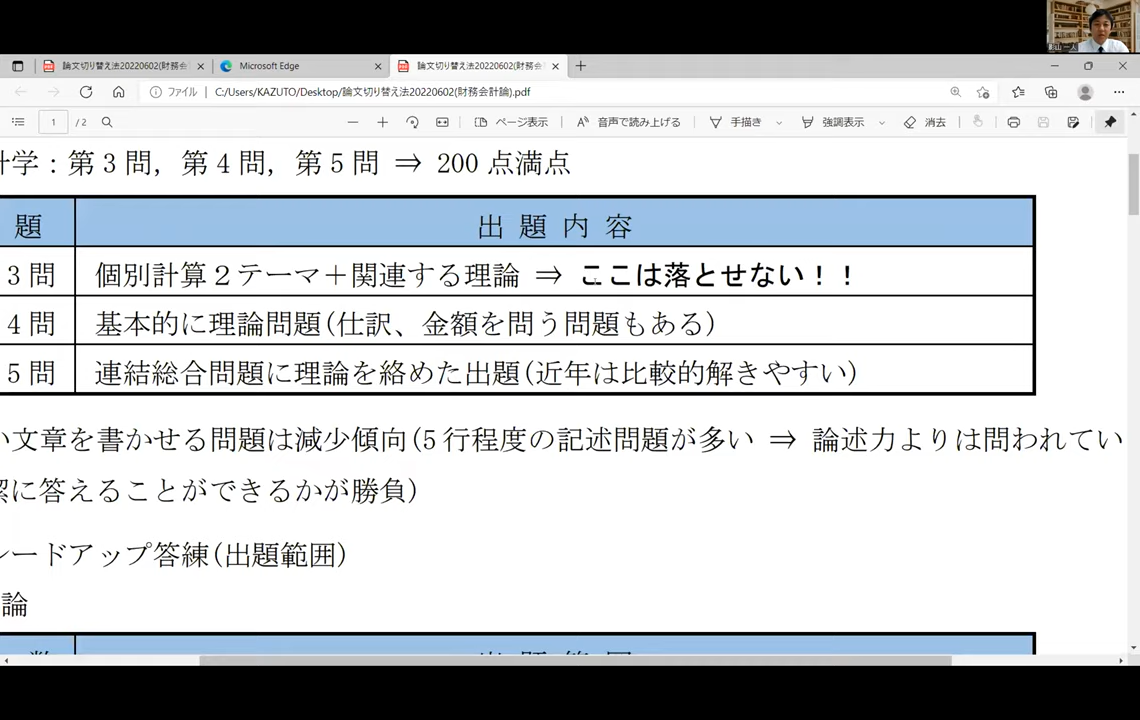 影山 一人
論文切り替え法20220602(財務会
Microsoft Edge
論文切り替え法20220602(財務会
ファイル | C:/Users/KAZUTO/Desktop/論文切り替え法20220602(財務会計論).pdf
1 / 2
ページ表示
音声で読み上げる
手描き
強調表示
消去
計学：第３問，第４問，第５問 ⇒ 200 点満点
題
出 題 内 容
3 問
個別計算２テーマ＋関連する理論 ⇒ ここは落とせない！！
4 問
基本的に理論問題(仕訳、金額を問う問題もある)
5 問
連結総合問題に理論を絡めた出題(近年は比較的解きやすい)
い文章を書かせる問題は減少傾向(5 行程度の記述問題が多い ⇒ 論述力よりは問われてい
潔に答えることができるかが勝負)
レードアップ答練(出題範囲)
論
数
出 題 範 囲